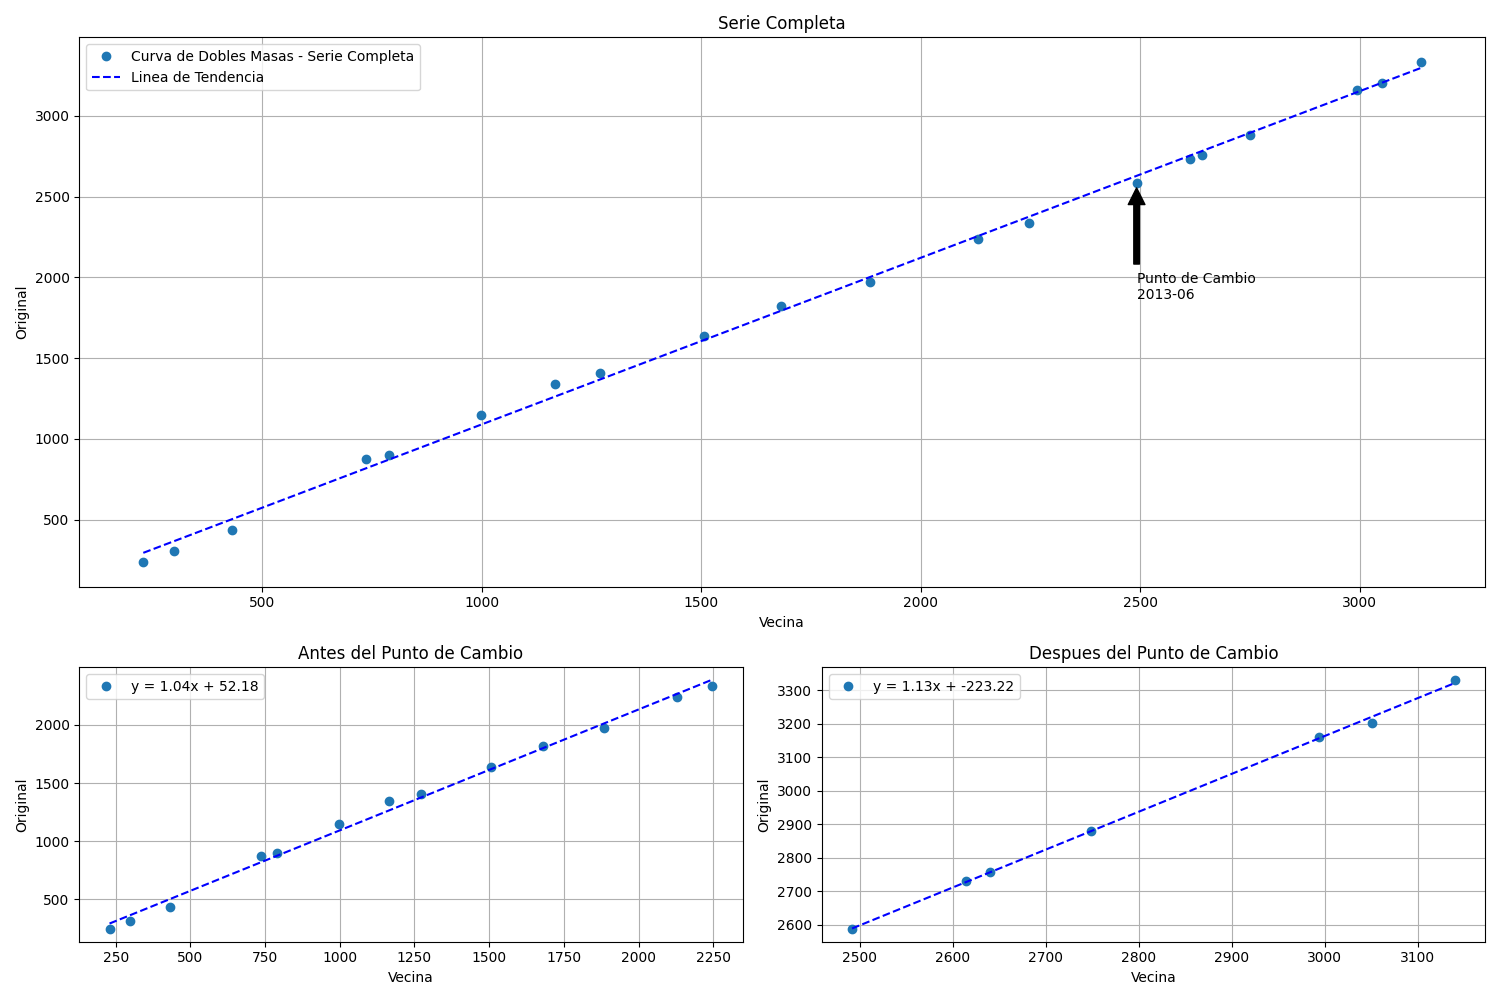 Serie Completa
Curva de Dobles Masas - Serie Completa
Linea de Tendencia
3000
2500
2000
1500
1000
500
Original
Punto de Cambio
2013-06
500 1000 1500 2000 2500 3000
Vecina
Antes del Punto de Cambio
y = 1.04x + 52.18
2000
1500
1000
500
Original
250 500 750 1000 1250 1500 1750 2000 2250
Vecina
Despues del Punto de Cambio
y = 1.13x + -223.22
3300
3200
3100
3000
2900
2800
2700
2600
Original
2500 2600 2700 2800 2900 3000 3100
Vecina